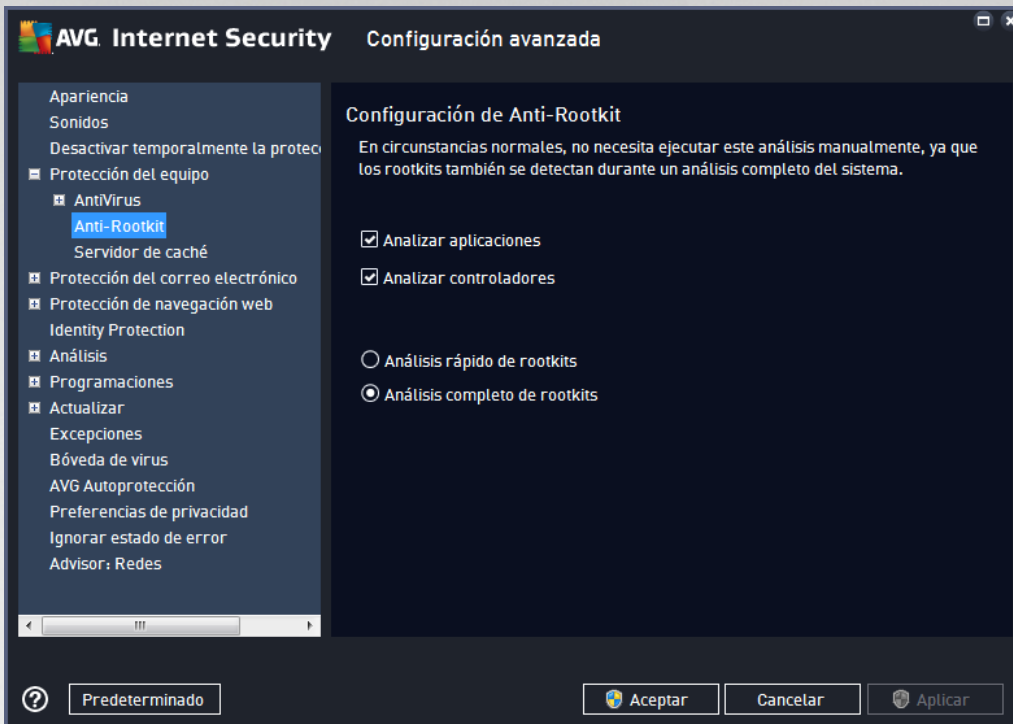 AVG Internet Security Configuración avanzada
Apariencia
Sonidos
Desactivar temporalmente la protec
Protección del equipo
AntiVirus
Anti-Rootkit
Servidor de caché
Protección del correo electrónico
Protección de navegación web
Identity Protection
Análisis
Programaciones
Actualizar
Excepciones
Bóveda de virus
AVG Autoprotección
Preferencias de privacidad
Ignorar estado de error
Advisor: Redes
Configuración de Anti-Rootkit
En circunstancias normales, no necesita ejecutar este análisis manualmente, ya que
los rootkits también se detectan durante un análisis completo del sistema.
Analizar aplicaciones
Analizar controladores
Análisis rápido de rootkits
Análisis completo de rootkits
Predeterminado
Aceptar
Cancelar
Aplicar